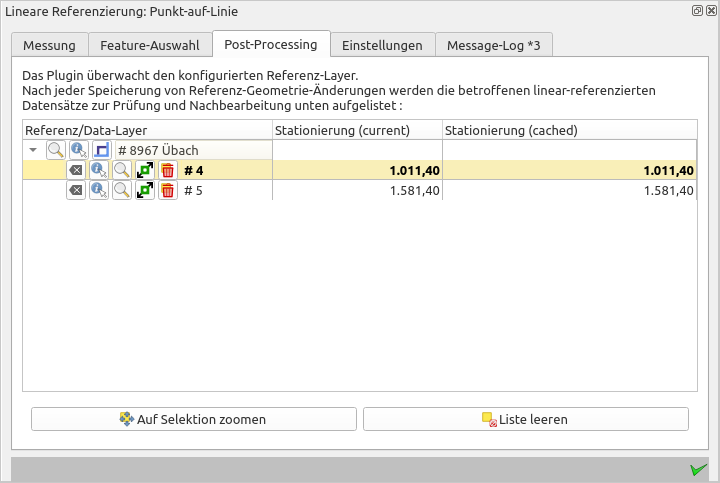 Lineare Referenzierung: Punkt-auf-Linie
Messung Feature-Auswahl Post-Processing Einstellungen Message-Log *3
Das Plugin überwacht den konfigurierten Referenz-Layer.
Nach jeder Speicherung von Referenz-Geometrie-Änderungen werden die betroffenen linear-referenzierten
Datensätze zur Prüfung und Nachbearbeitung unten aufgelistet :
Referenz/Data-Layer Stationierung (current) Stationierung (cached)
# 8967 Übach
# 4 1.011,40 1.011,40
# 5 1.581,40 1.581,40
Auf Selektion zoomen Liste leeren